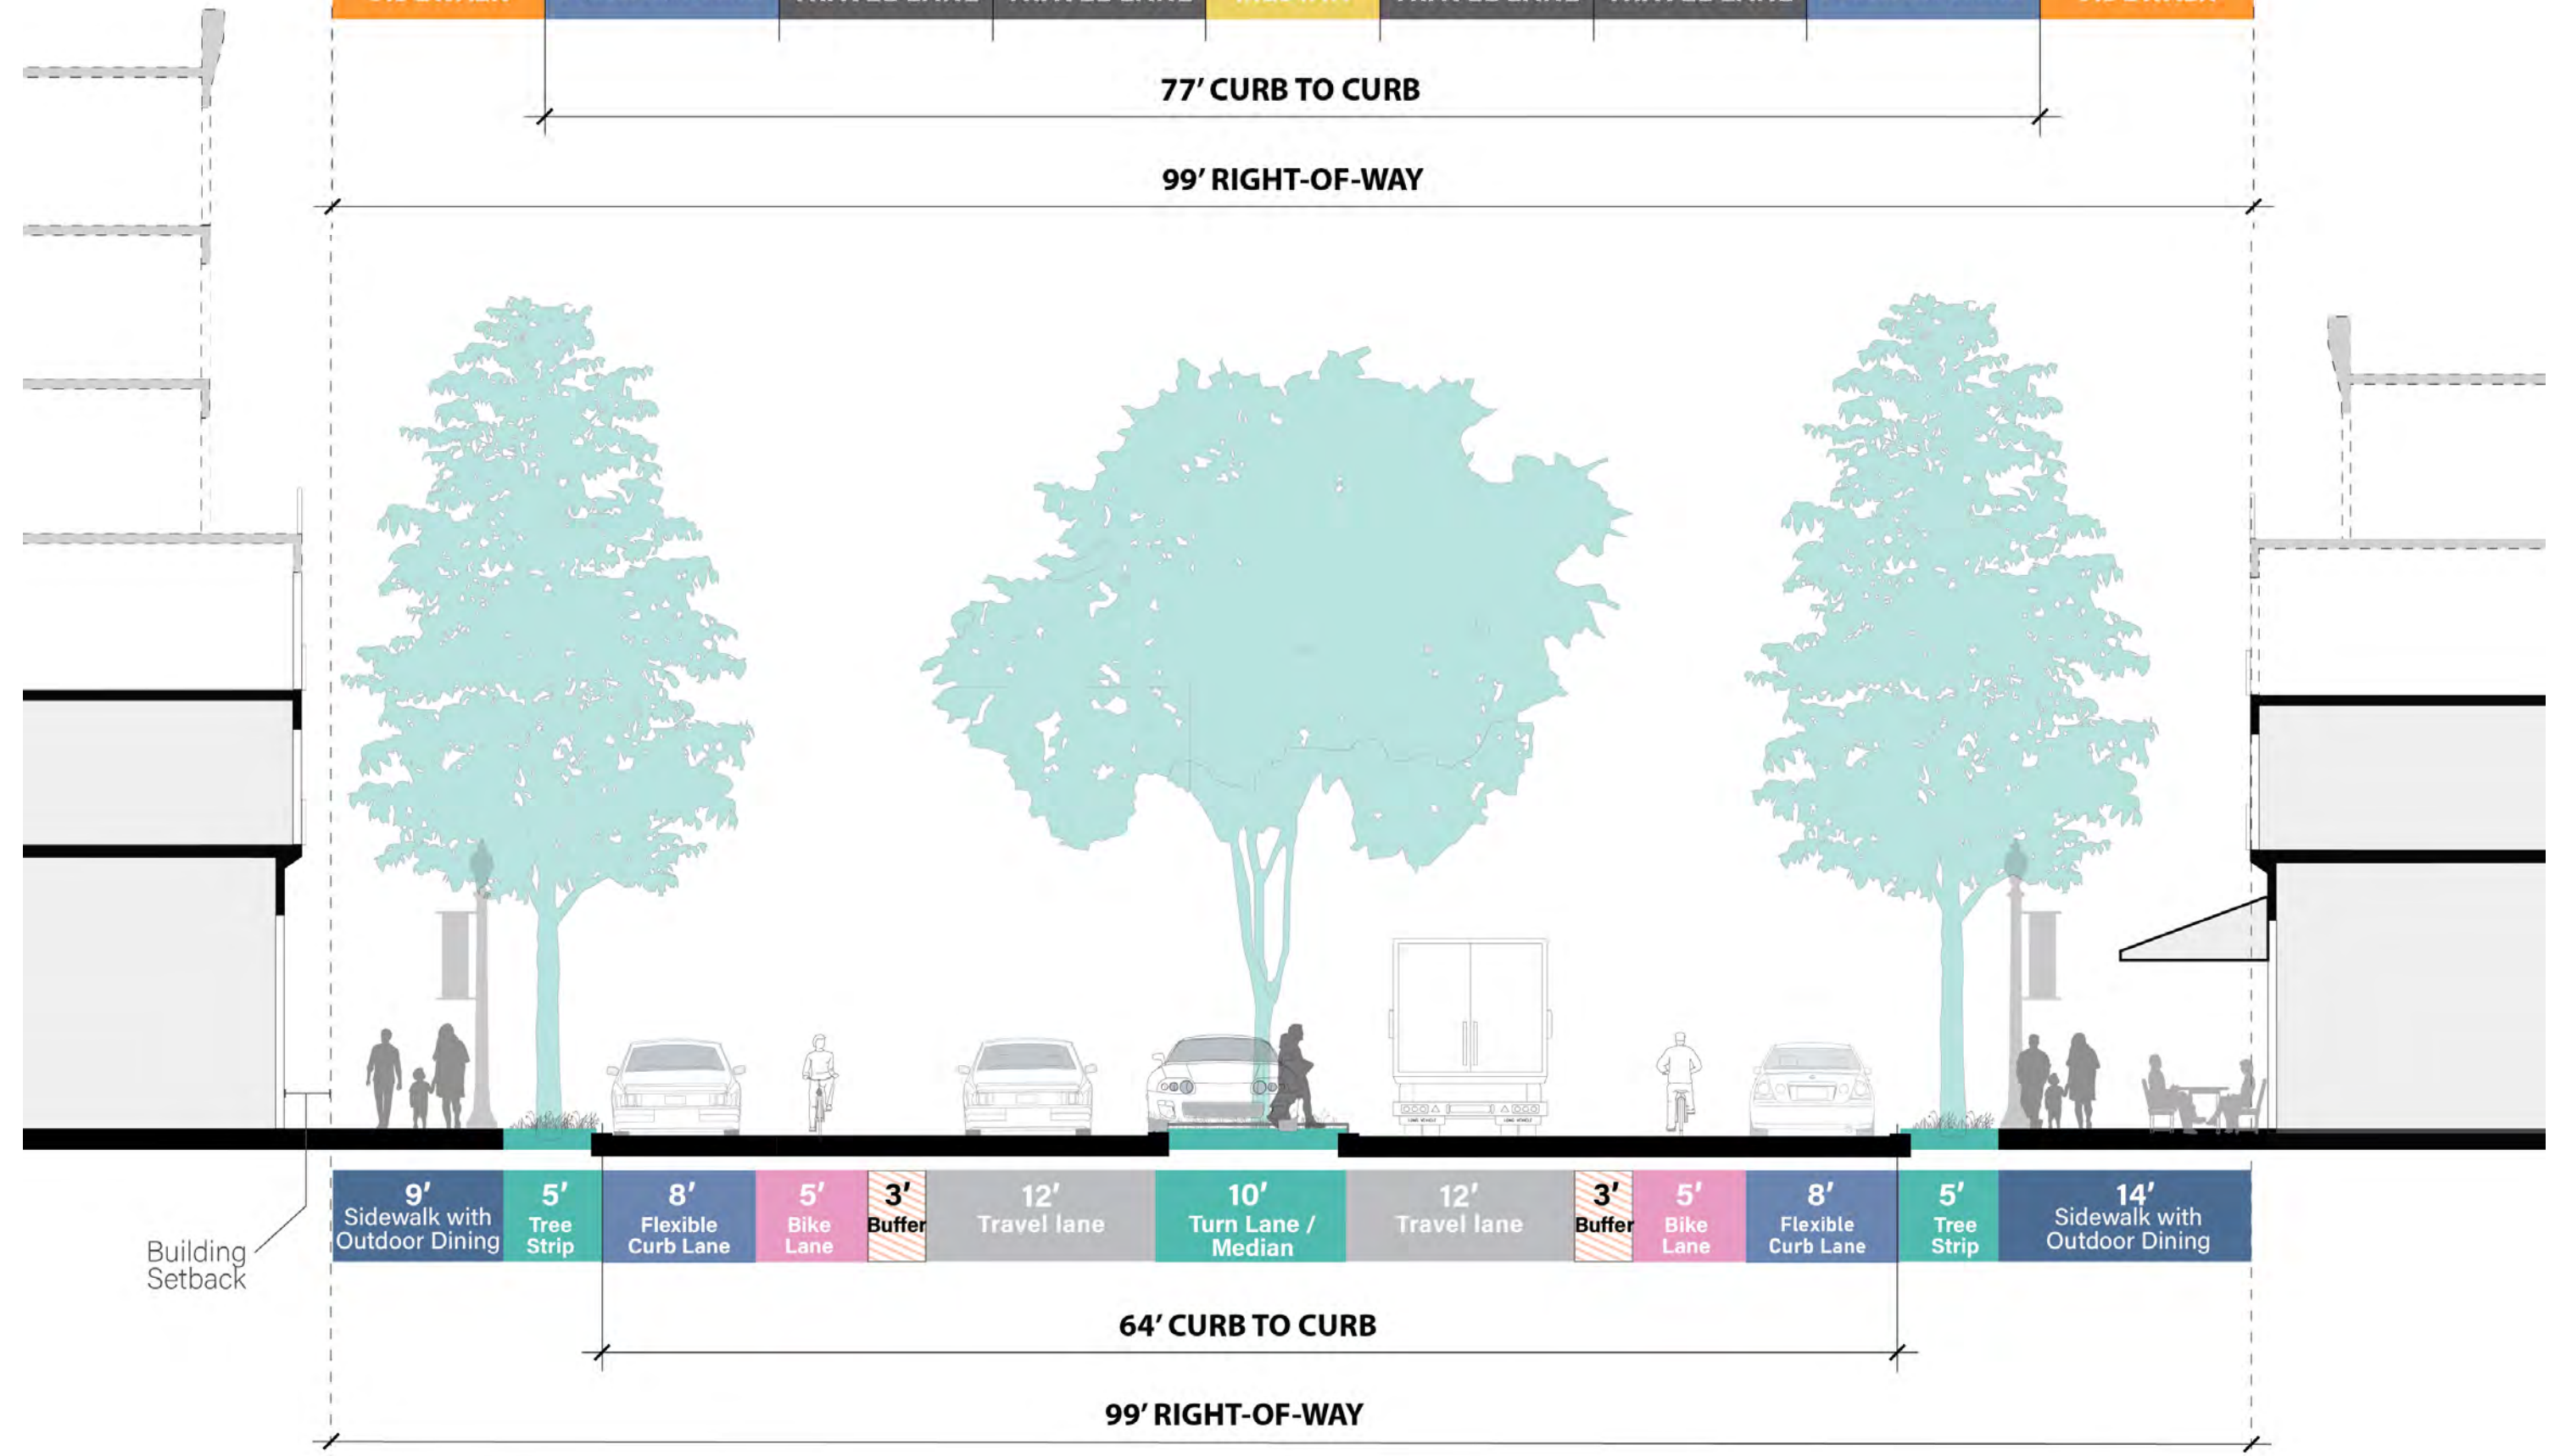 77' CURB TO CURB
99' RIGHT-OF-WAY
9'
Sidewalk with
Outdoor Dining
5'
Tree
Strip
8'
Flexible
Curb Lane
5'
Bike
Lane
3'
Buffer
12'
Travel lane
10'
Turn Lane /
Median
12'
Travel lane
3'
Buffer
5'
Bike
Lane
8'
Flexible
Curb Lane
5'
Tree
Strip
14'
Sidewalk with
Outdoor Dining
Building
Setback
64' CURB TO CURB
99' RIGHT-OF-WAY